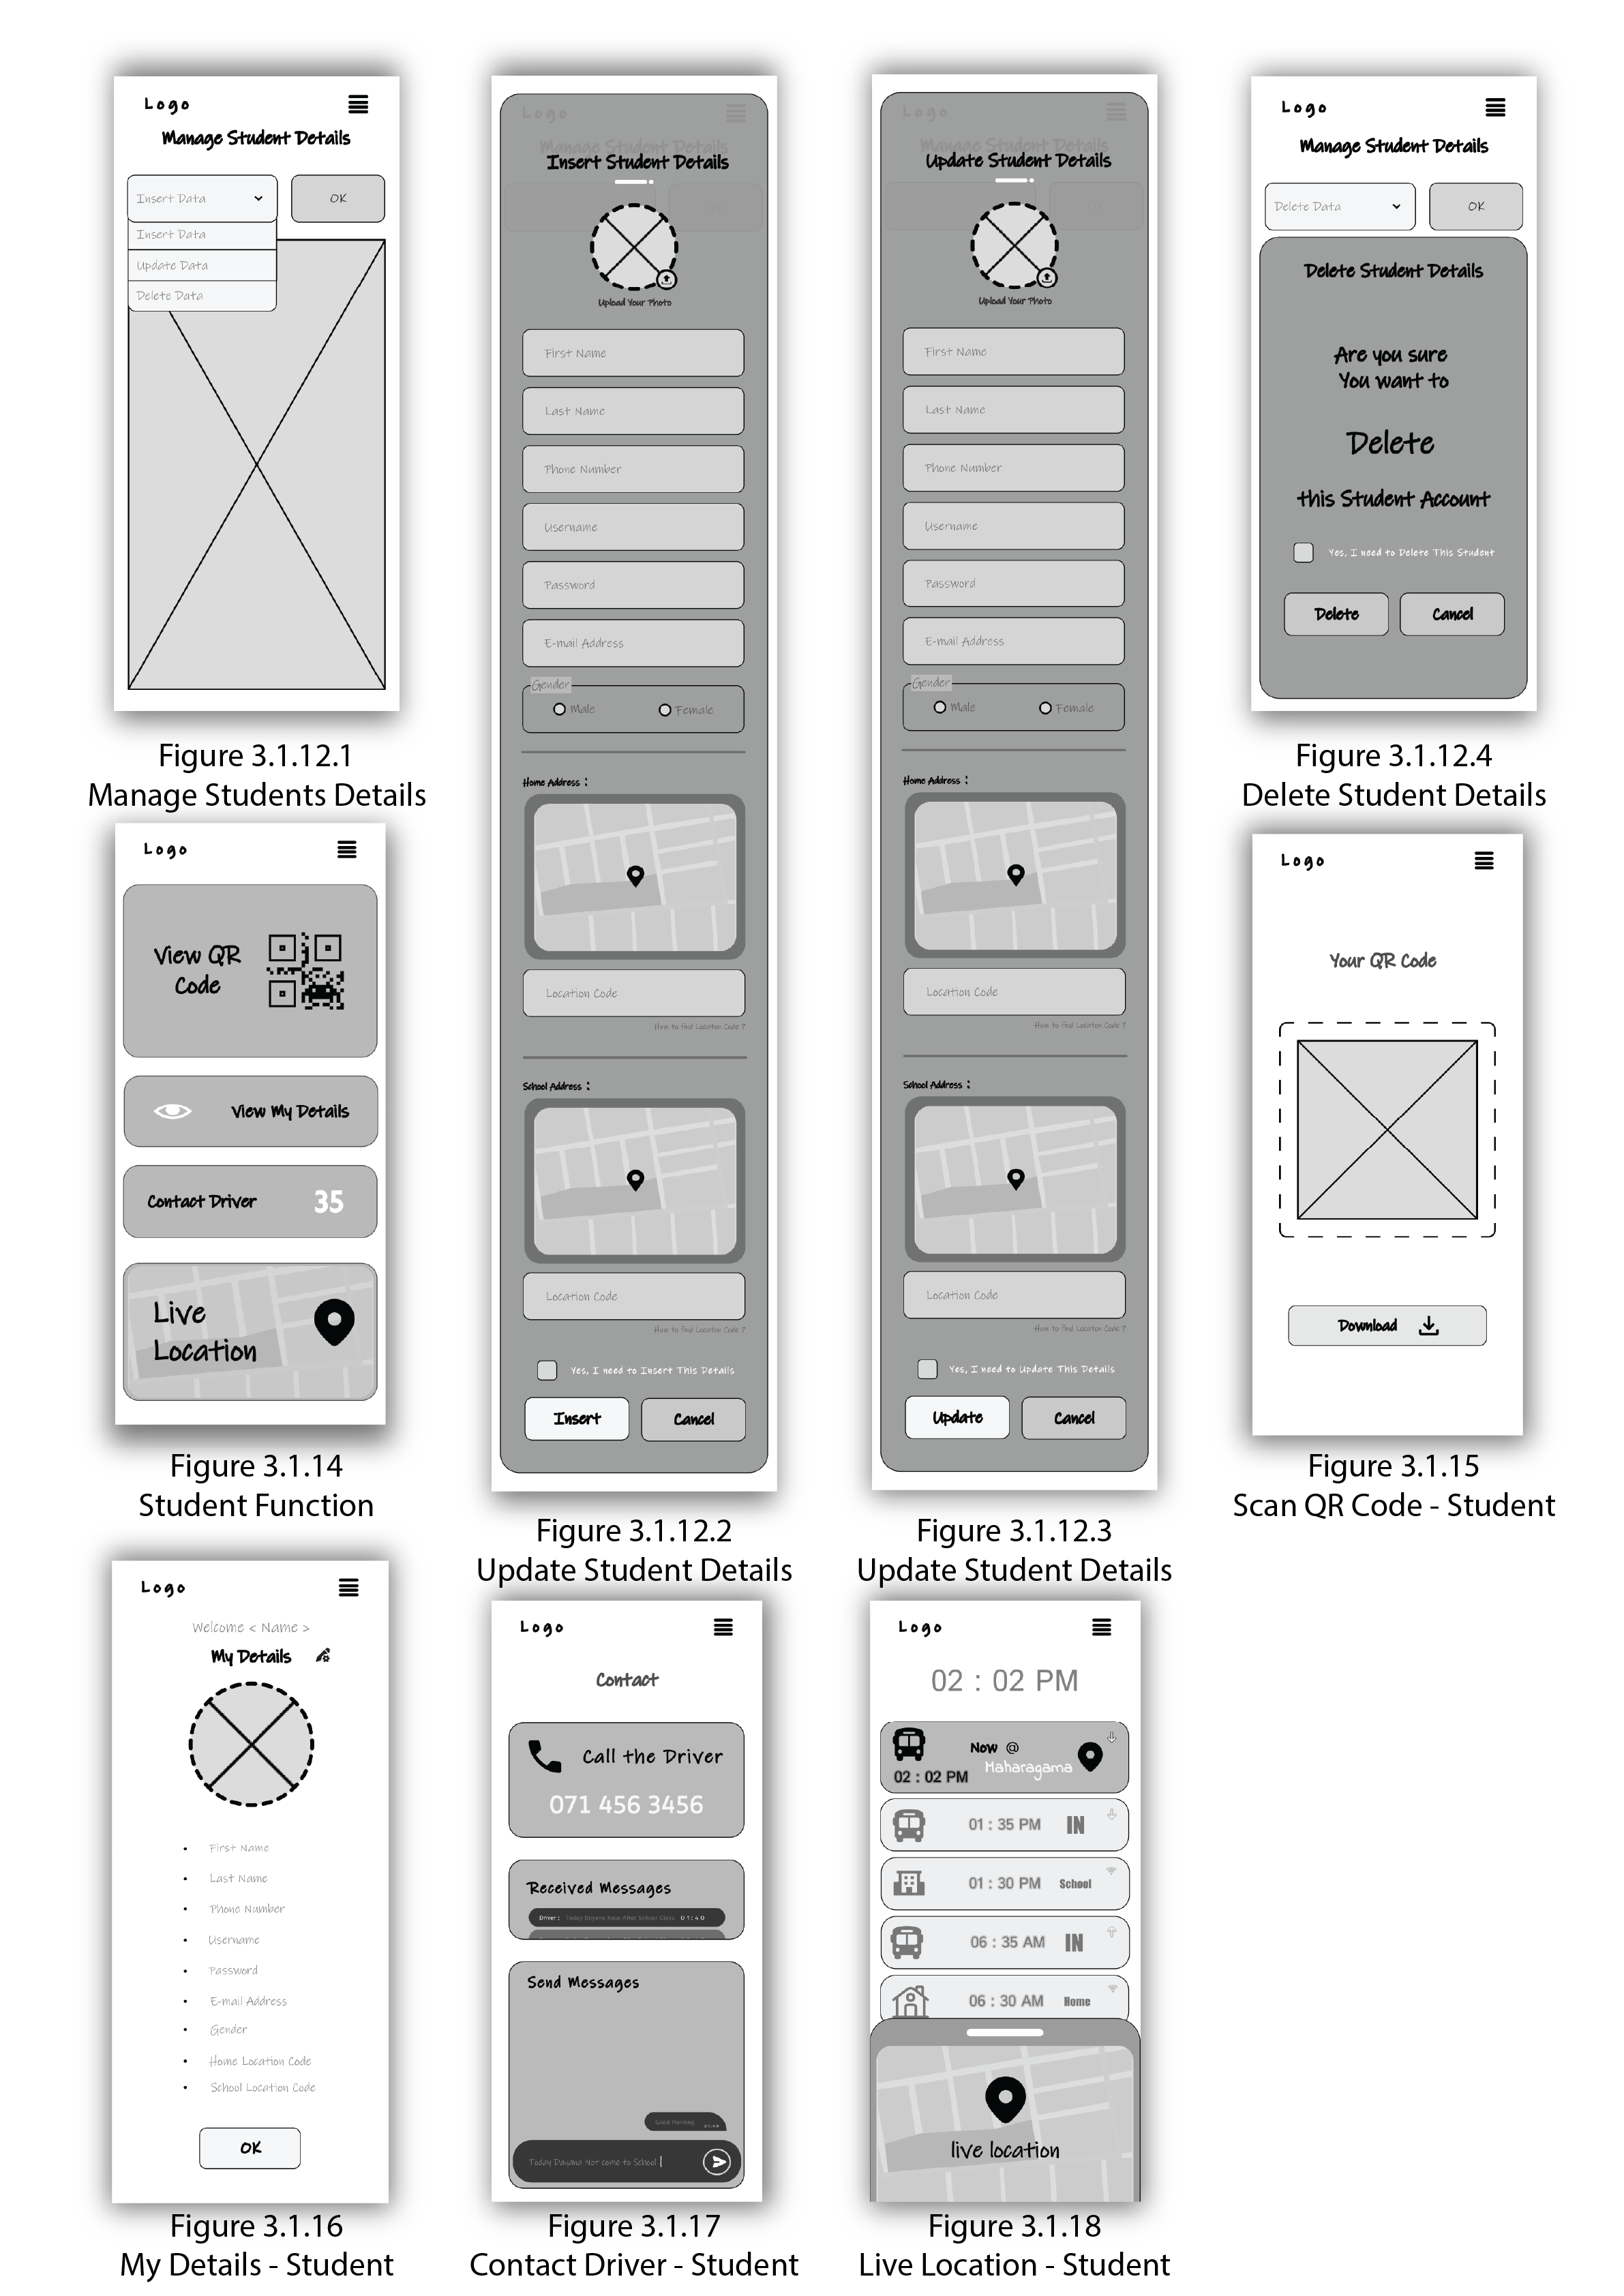 Logo
Manage Student Details
Insert Data
OK
Insert Data
Update Data
Delete Data
Figure 3.1.12.1
Manage Students Details
Logo
Manage Student Details
Insert Student Details
Upload Your Photo
First Name
Last Name
Phone Number
Username
Password
E-mail Address
Gender
Male
Female
Home Address :
Location Code
How to find Locaton Code ?
School Address :
Location Code
How to find Locaton Code ?
Yes, I need to Insert This Details
Insert
Cancel
Figure 3.1.12.2
Update Student Details
Logo
Manage Student Details
Update Student Details
Upload Your Photo
First Name
Last Name
Phone Number
Username
Password
E-mail Address
Gender
Male
Female
Home Address :
Location Code
How to find Locaton Code ?
School Address :
Location Code
How to find Locaton Code ?
Yes, I need to Update This Details
Update
Cancel
Figure 3.1.12.3
Update Student Details
Logo
Manage Student Details
Delete Data
OK
Delete Student Details
Are you sure
You want to
Delete
this Student Account
Yes, I need to Delete This Student
Delete
Cancel
Figure 3.1.12.4
Delete Student Details
Logo
View QR
Code
View My Details
Contact Driver
35
Live
Location
Figure 3.1.14
Student Function
Logo
Your QR Code
Download
Figure 3.1.15
Scan QR Code - Student
Logo
Welcome < Name >
My Details
First Name
Last Name
Phone Number
Username
Password
E-mail Address
Gender
Home Location Code
School Location Code
OK
Figure 3.1.16
My Details - Student
Logo
Contact
Call the Driver
071 456 3456
Received Messages
Driver : Today Dayana have After School Class 01:40
Send Messages
Good Morning
Today Dayana Not come to School
Figure 3.1.17
Contact Driver - Student
Logo
02 : 02 PM
Now @
Maharagama
02 : 02 PM
01 : 35 PM IN
01 : 30 PM School
06 : 35 AM IN
06 : 30 AM Home
live location
Figure 3.1.18
Live Location - Student